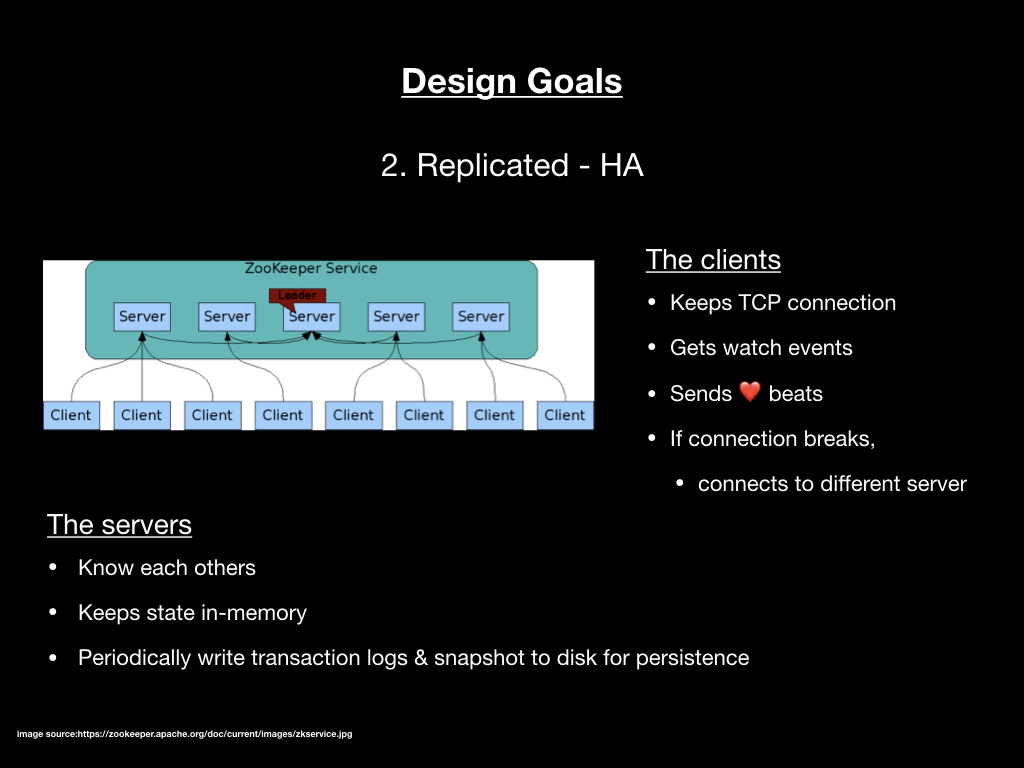 Design Goals
2. Replicated - HA
ZooKeeper Service
Leader
Server Server Server Server Server
Client Client Client Client Client Client Client Client
The clients
• Keeps TCP connection
• Gets watch events
• Sends ❤️ beats
• If connection breaks,
• connects to different server
The servers
• Know each others
• Keeps state in-memory
• Periodically write transaction logs & snapshot to disk for persistence
image source:https://zookeeper.apache.org/doc/current/images/zkservice.jpg